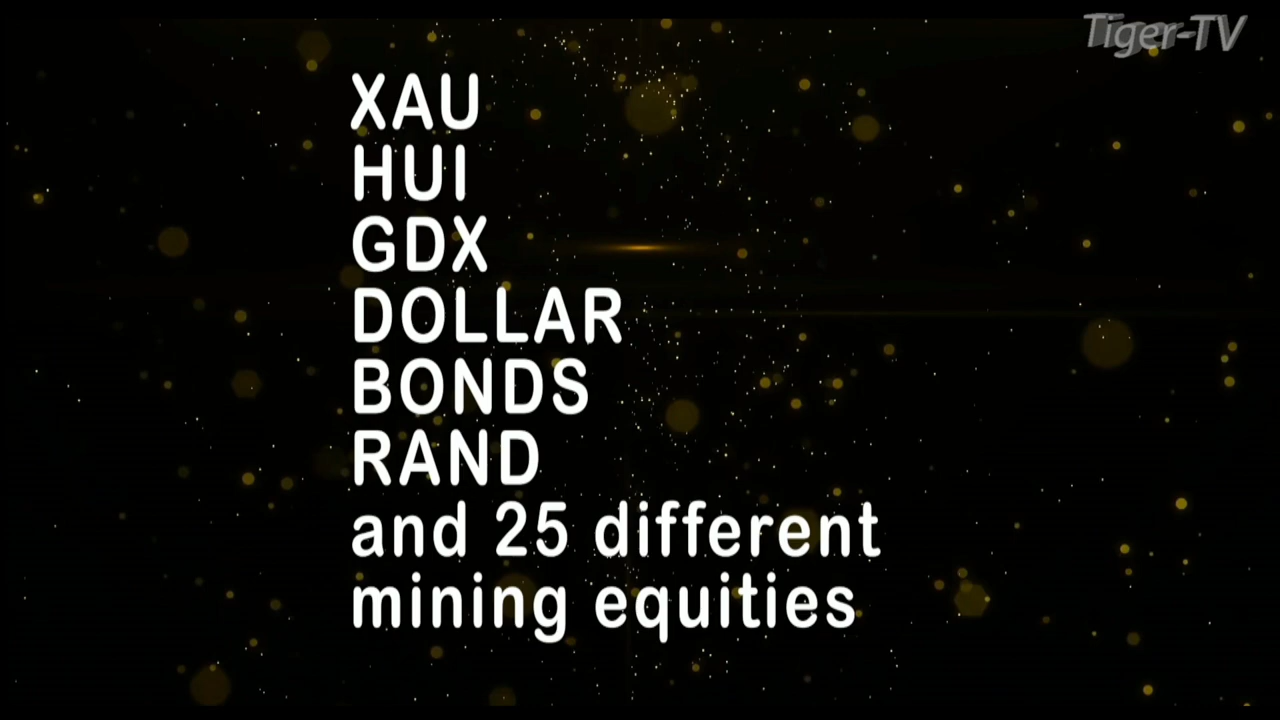 Tiger-TV
XAU
HUI
GDX
DOLLAR
BONDS
RAND
and 25 different
mining equities